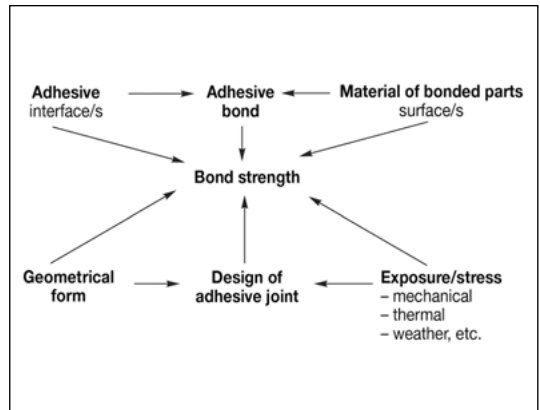 Adhesive
interface/s
Adhesive
bond
Material of bonded parts
surface/s
Bond strength
Geometrical
form
Design of
adhesive joint
Exposure/stress
– mechanical
– thermal
– weather, etc.